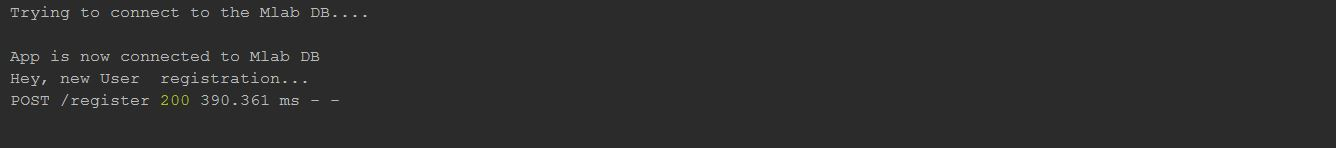 Trying to connect to the Mlab DB....
App is now connected to Mlab DB
Hey, new User  registration...
POST /register 200 390.361 ms - -